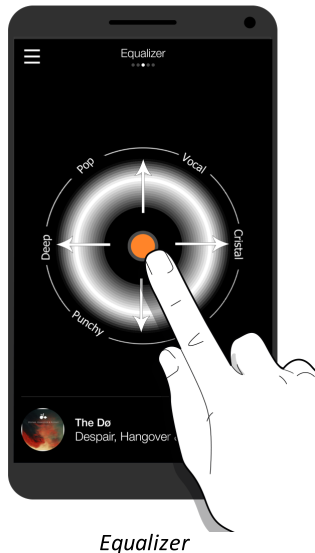 Equalizer
Pop
Vocal
Deep
Cristal
Punchy
The Dø
Despair, Hangover
Equalizer